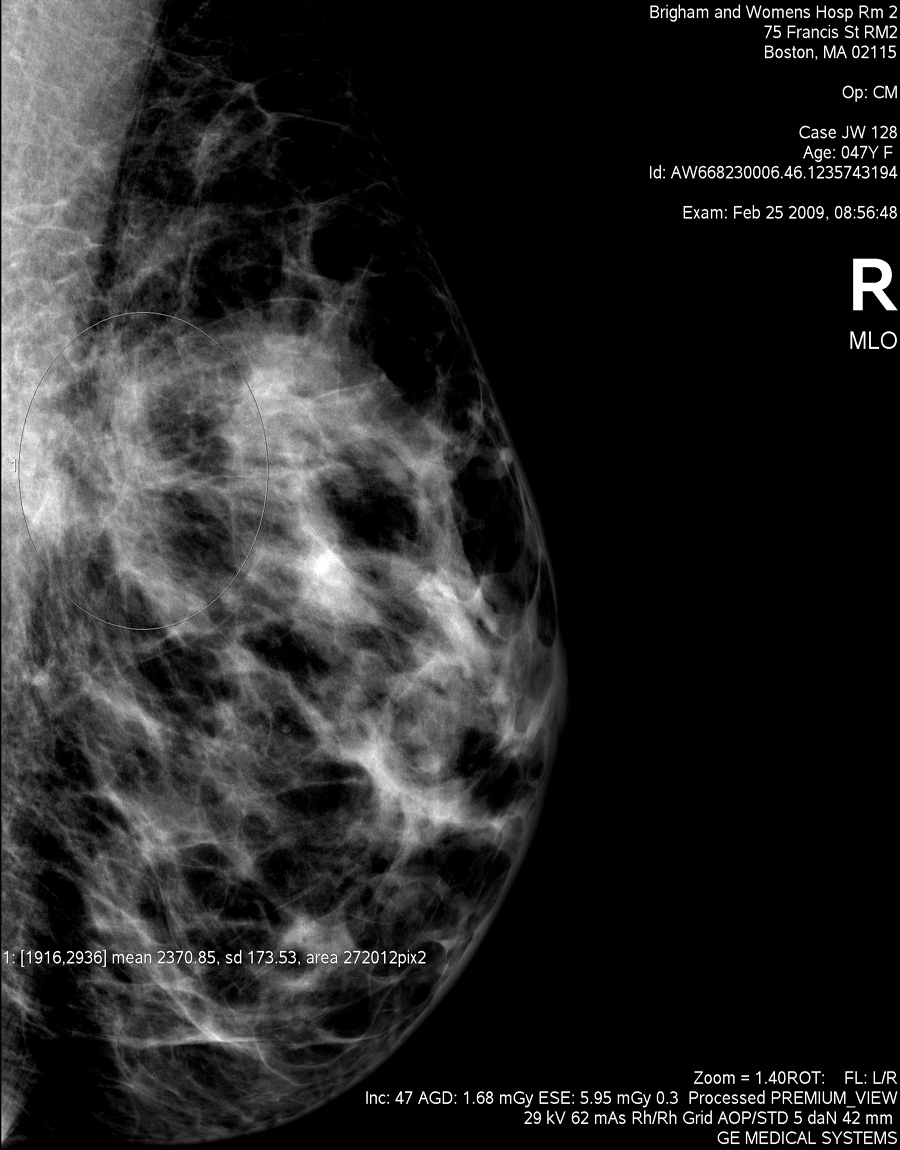 Brigham and Womens Hosp Rm 2
75 Francis St RM2
Boston, MA 02115
Op: CM
Case JW 128
Age: 047Y F
Id: AW668230006.46.1235743194
Exam: Feb 25 2009, 08:56:48
R
MLO
1
1: [1916,2936] mean 2370.85, sd 173.53, area 272012pix2
Zoom = 1.40ROT: FL: L/R
Inc: 47 AGD: 1.68 mGy ESE: 5.95 mGy 0.3 Processed PREMIUM_VIEW
29 kV 62 mAs Rh/Rh Grid AOP/STD 5 daN 42 mm
GE MEDICAL SYSTEMS